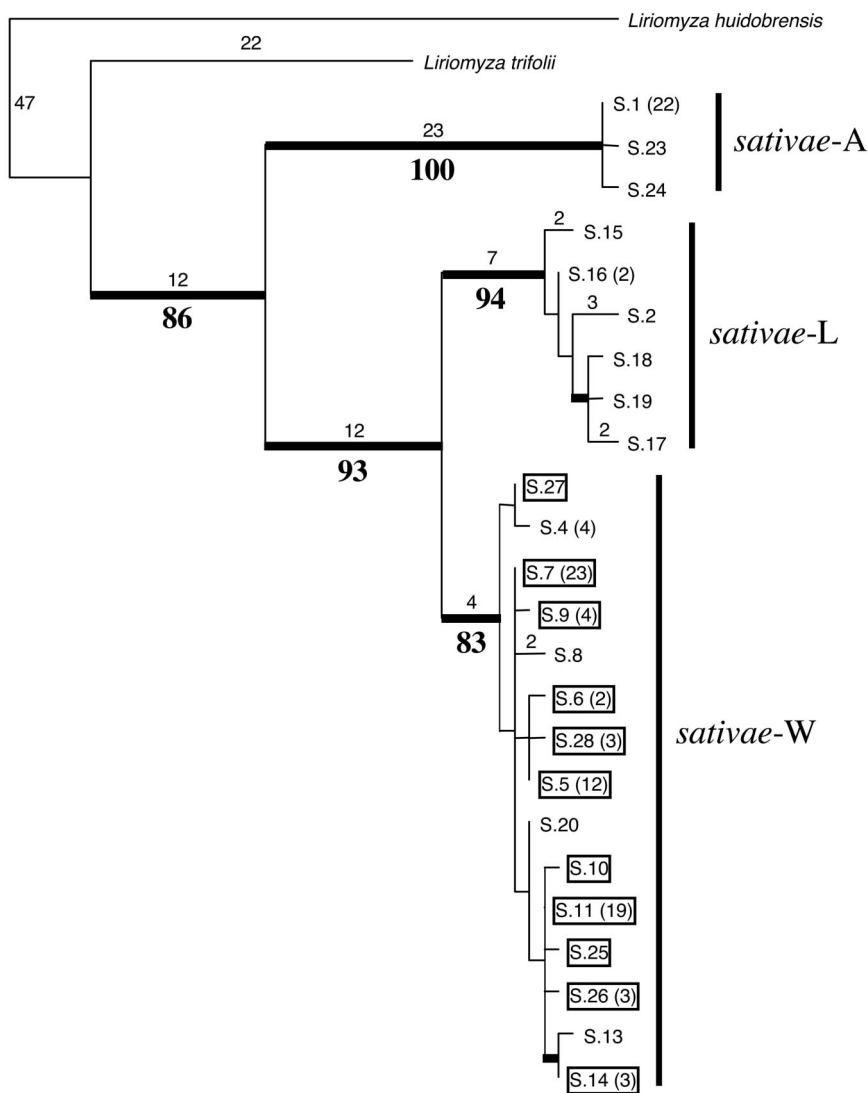 Liriomyza huidobrensis
22
Liriomyza trifolii
47
S.1 (22)
23
S.23
sativae-A
100
S.24
2
S.15
7
S.16 (2)
12
94
3
S.2
86
sativae-L
S.18
S.19
12
2
S.17
93
S.27
S.4 (4)
S.7 (23)
4
S.9 (4)
83
2
S.8
S.6 (2)
sativae-W
S.28 (3)
S.5 (12)
S.20
S.10
S.11 (19)
S.25
S.26 (3)
S.13
S.14 (3)